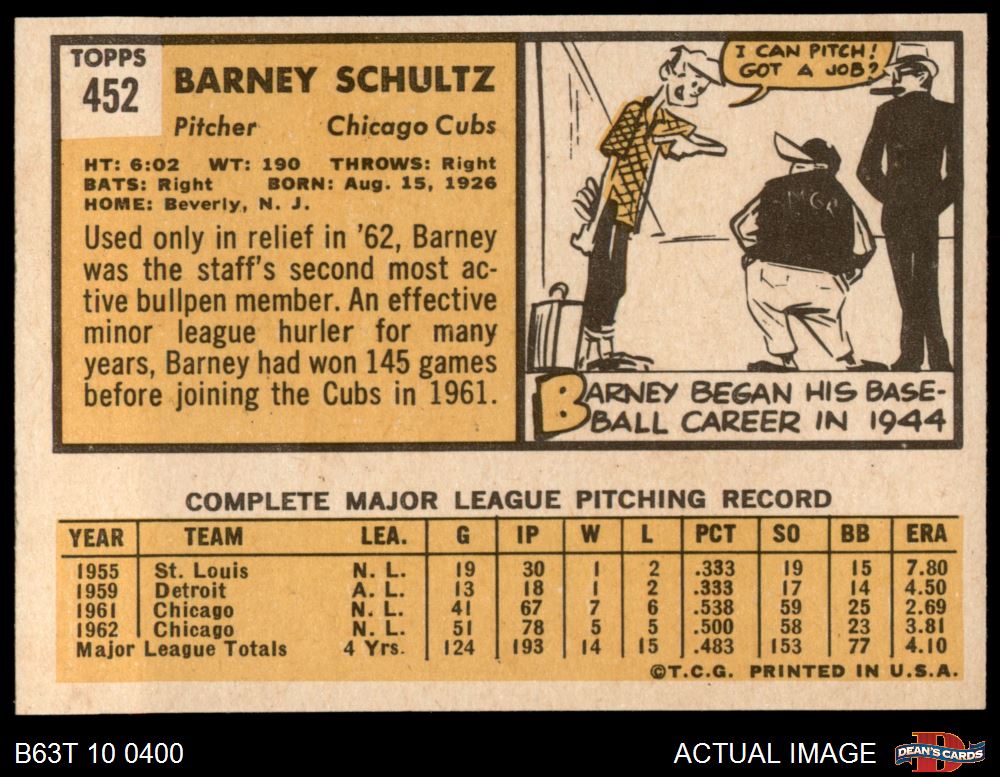 TOPPS
452
BARNEY SCHULTZ
Pitcher Chicago Cubs
HT: 6:02 WT: 190 THROWS: Right
BATS: Right BORN: Aug. 15, 1926
HOME: Beverly, N. J.
Used only in relief in '62, Barney
was the staff's second most ac-
tive bullpen member. An effective
minor league hurler for many
years, Barney had won 145 games
before joining the Cubs in 1961.
I CAN PITCH!
GOT A JOB?
MGR
BARNEY BEGAN HIS BASE-
BALL CAREER IN 1944
COMPLETE MAJOR LEAGUE PITCHING RECORD
YEAR TEAM LEA. G IP W L PCT SO BB ERA
1955 St. Louis N. L. 19 30 1 2 .333 19 15 7.80
1959 Detroit A. L. 13 18 1 2 .333 17 14 4.50
1961 Chicago N. L. 41 67 7 6 .538 59 25 2.69
1962 Chicago N. L. 51 78 5 5 .500 58 23 3.81
Major League Totals 4 Yrs. 124 193 14 15 .483 153 77 4.10
©T.C.G. PRINTED IN U.S.A.
B63T 10 0400 ACTUAL IMAGE DEAN'S CARDS